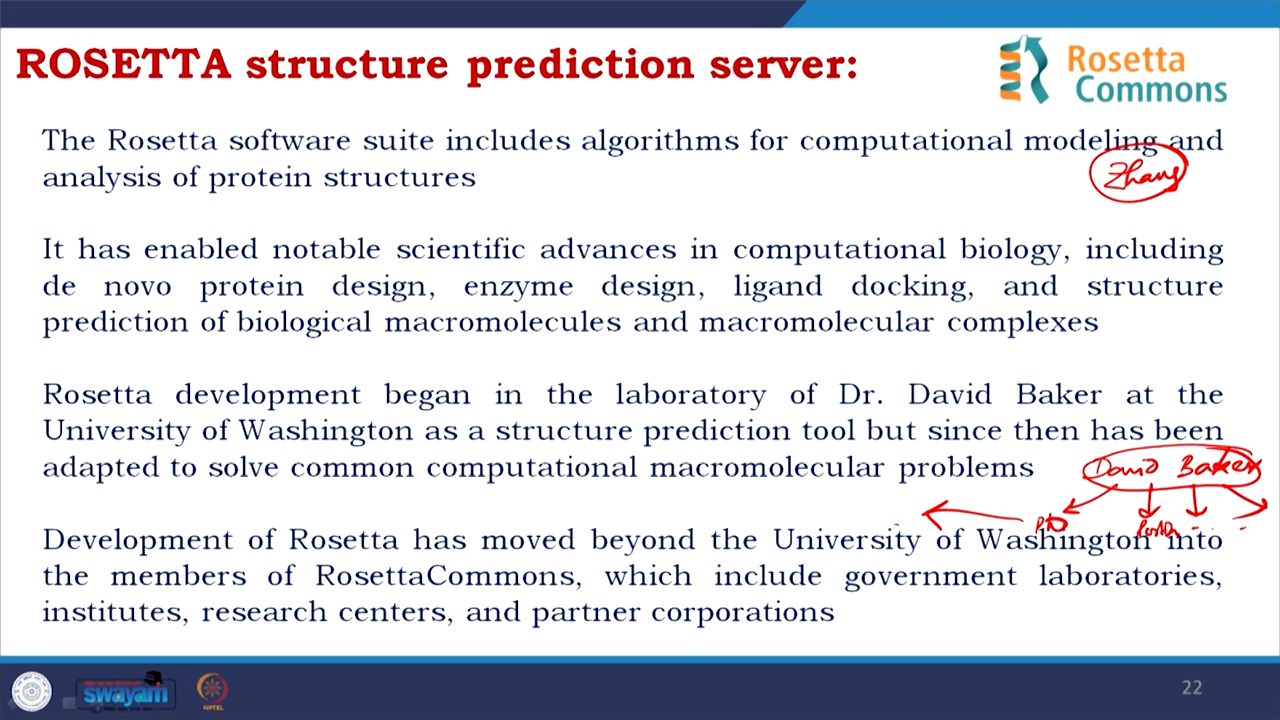 ROSETTA structure prediction server:
Rosetta
Commons
The Rosetta software suite includes algorithms for computational modeling and
analysis of protein structures
Zhang
It has enabled notable scientific advances in computational biology, including
de novo protein design, enzyme design, ligand docking, and structure
prediction of biological macromolecules and macromolecular complexes
Rosetta development began in the laboratory of Dr. David Baker at the
University of Washington as a structure prediction tool but since then has been
adapted to solve common computational macromolecular problems
David Baker
Development of Rosetta has moved beyond the University of Washington into
the members of RosettaCommons, which include government laboratories,
institutes, research centers, and partner corporations
swayam
NPTEL
22